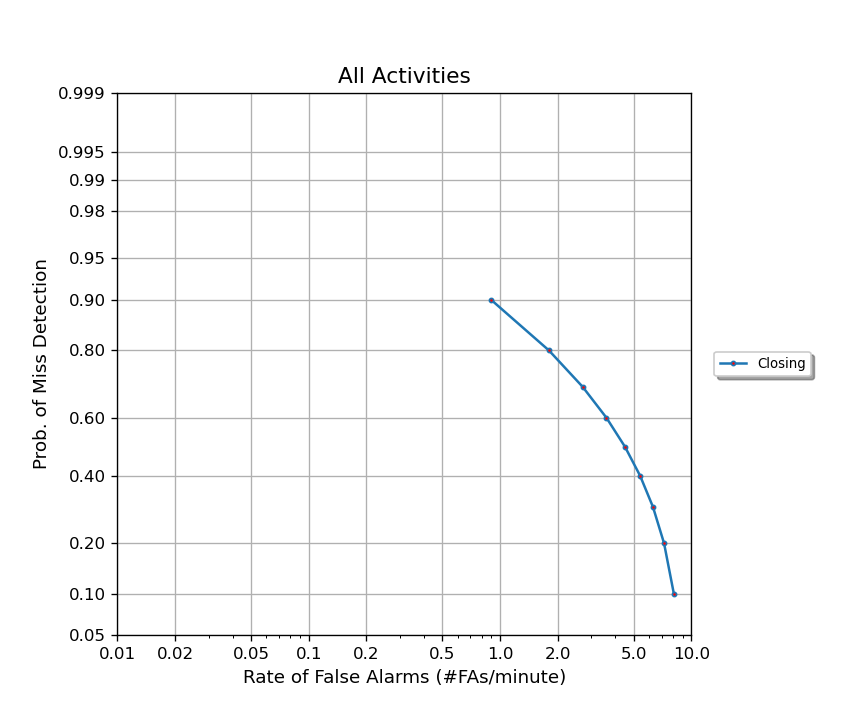 All Activities
0.999
0.995
0.99
0.98
0.95
0.90
0.80
0.60
0.40
0.20
0.10
0.05
Prob. of Miss Detection
0.01 0.02 0.05 0.1 0.2 0.5 1.0 2.0 5.0 10.0
Rate of False Alarms (#FAs/minute)
Closing